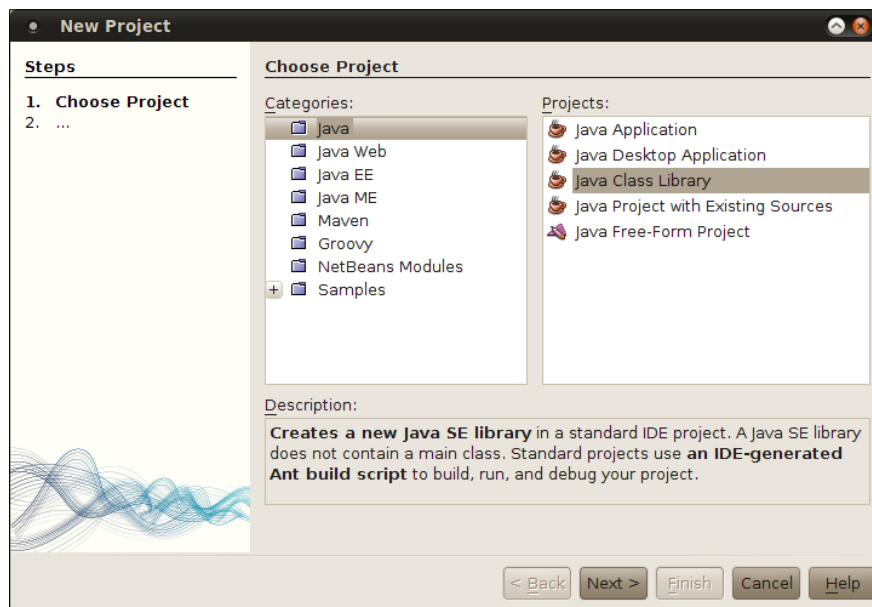 New Project
Steps
1. Choose Project
2. ...
Choose Project
Categories:
Java
Java Web
Java EE
Java ME
Maven
Groovy
NetBeans Modules
+ Samples
Projects:
Java Application
Java Desktop Application
Java Class Library
Java Project with Existing Sources
Java Free-Form Project
Description:
Creates a new Java SE library in a standard IDE project. A Java SE library
does not contain a main class. Standard projects use an IDE-generated
Ant build script to build, run, and debug your project.
< Back Next > Finish Cancel Help